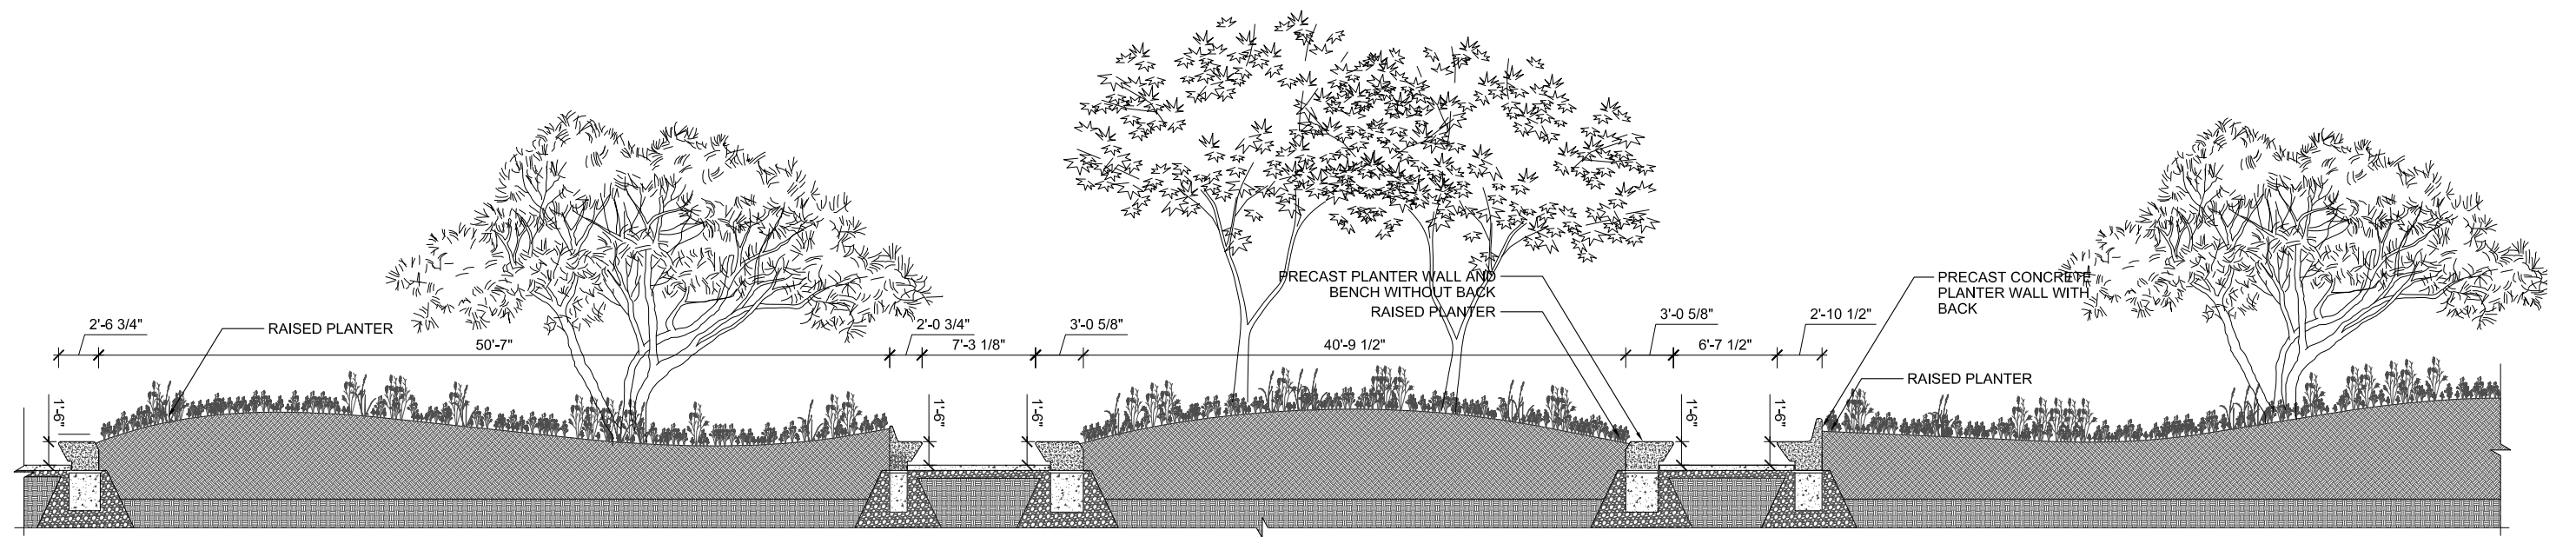 PRECAST PLANTER WALL AND
BENCH WITHOUT BACK
RAISED PLANTER
PRECAST CONCRETE
PLANTER WALL WITH
BACK
2'-6 3/4"
RAISED PLANTER
50'-7"
2'-0 3/4"
7'-3 1/8"
3'-0 5/8"
40'-9 1/2"
3'-0 5/8"
6'-7 1/2"
2'-10 1/2"
RAISED PLANTER
1'-6"
1'-6"
1'-6"
1'-6"
1'-6"